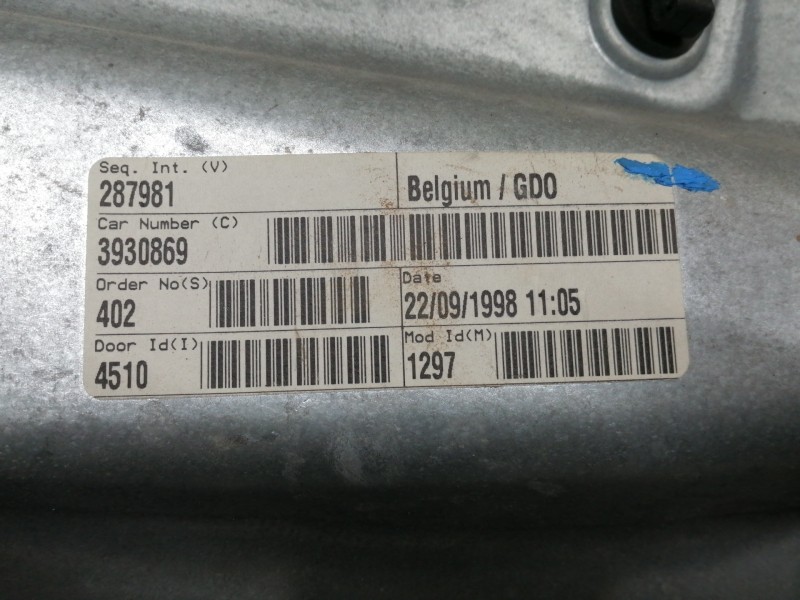 Seq. Int. (V)
287981
Belgium / GDO
Car Number (C)
3930869
Order No(S)
402
Date
22/09/1998 11:05
Door Id(I)
4510
Mod Id(M)
1297